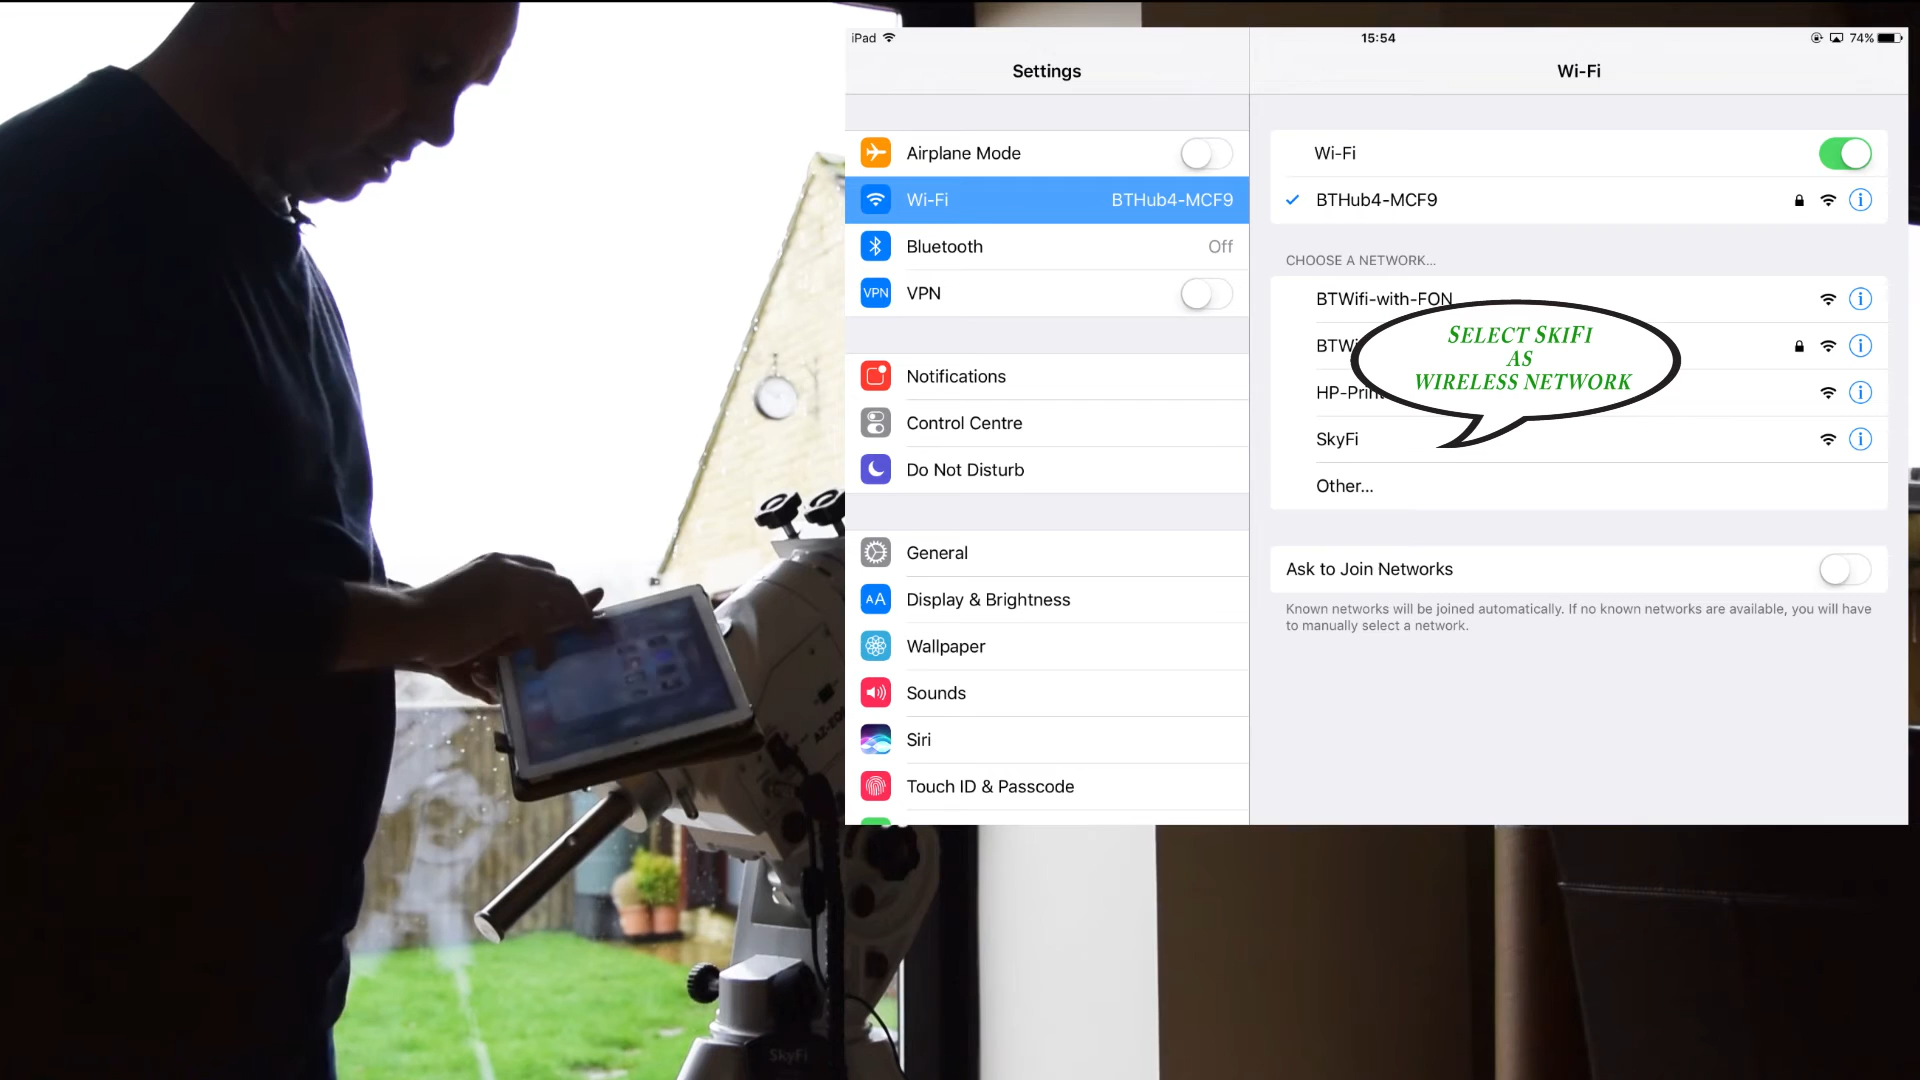 iPad
15:54
74%
Settings
Wi-Fi
Airplane Mode
Wi-Fi BTHub4-MCF9
Bluetooth Off
VPN VPN
Notifications
Control Centre
Do Not Disturb
General
AA Display & Brightness
Wallpaper
Sounds
Siri
Touch ID & Passcode
Wi-Fi
BTHub4-MCF9
CHOOSE A NETWORK...
BTWifi-with-FON
SkyFi
Other...
SELECT SKIFI
AS
WIRELESS NETWORK
Ask to Join Networks
Known networks will be joined automatically. If no known networks are available, you will have
to manually select a network.
SkyFi